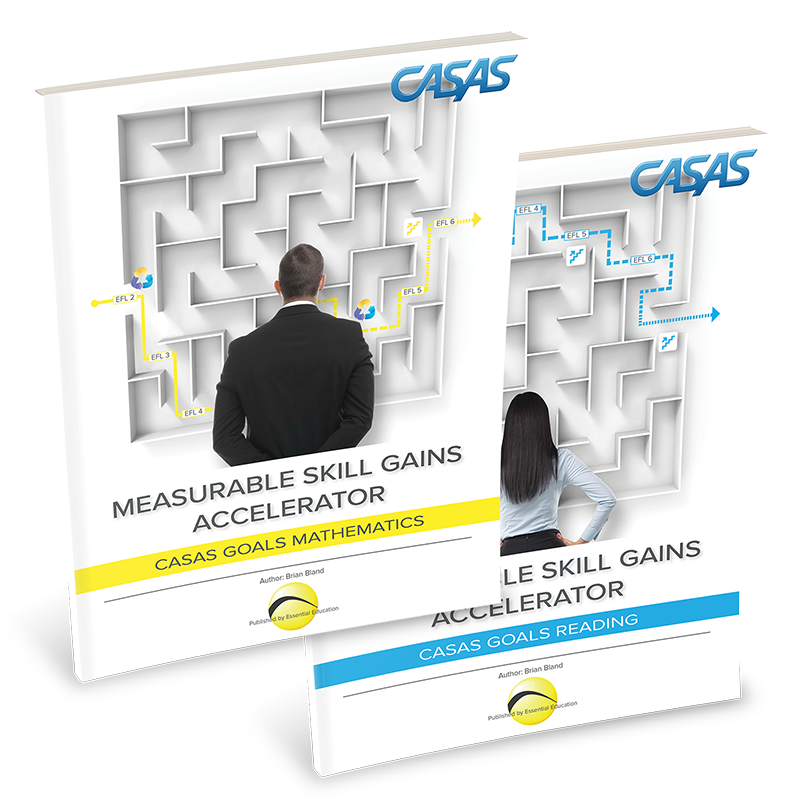 CASAS
EFL 6
EFL 2
EFL 5
EFL 3
EFL 4
MEASURABLE SKILL GAINS
ACCELERATOR
CASAS GOALS MATHEMATICS
Author: Brian Bland
Published by Essential Education
CASAS
EFL 4
EFL 5
EFL 6
LE SKILL GAINS
ACCELERATOR
CASAS GOALS READING
Author: Brian Bland
Published by Essential Education